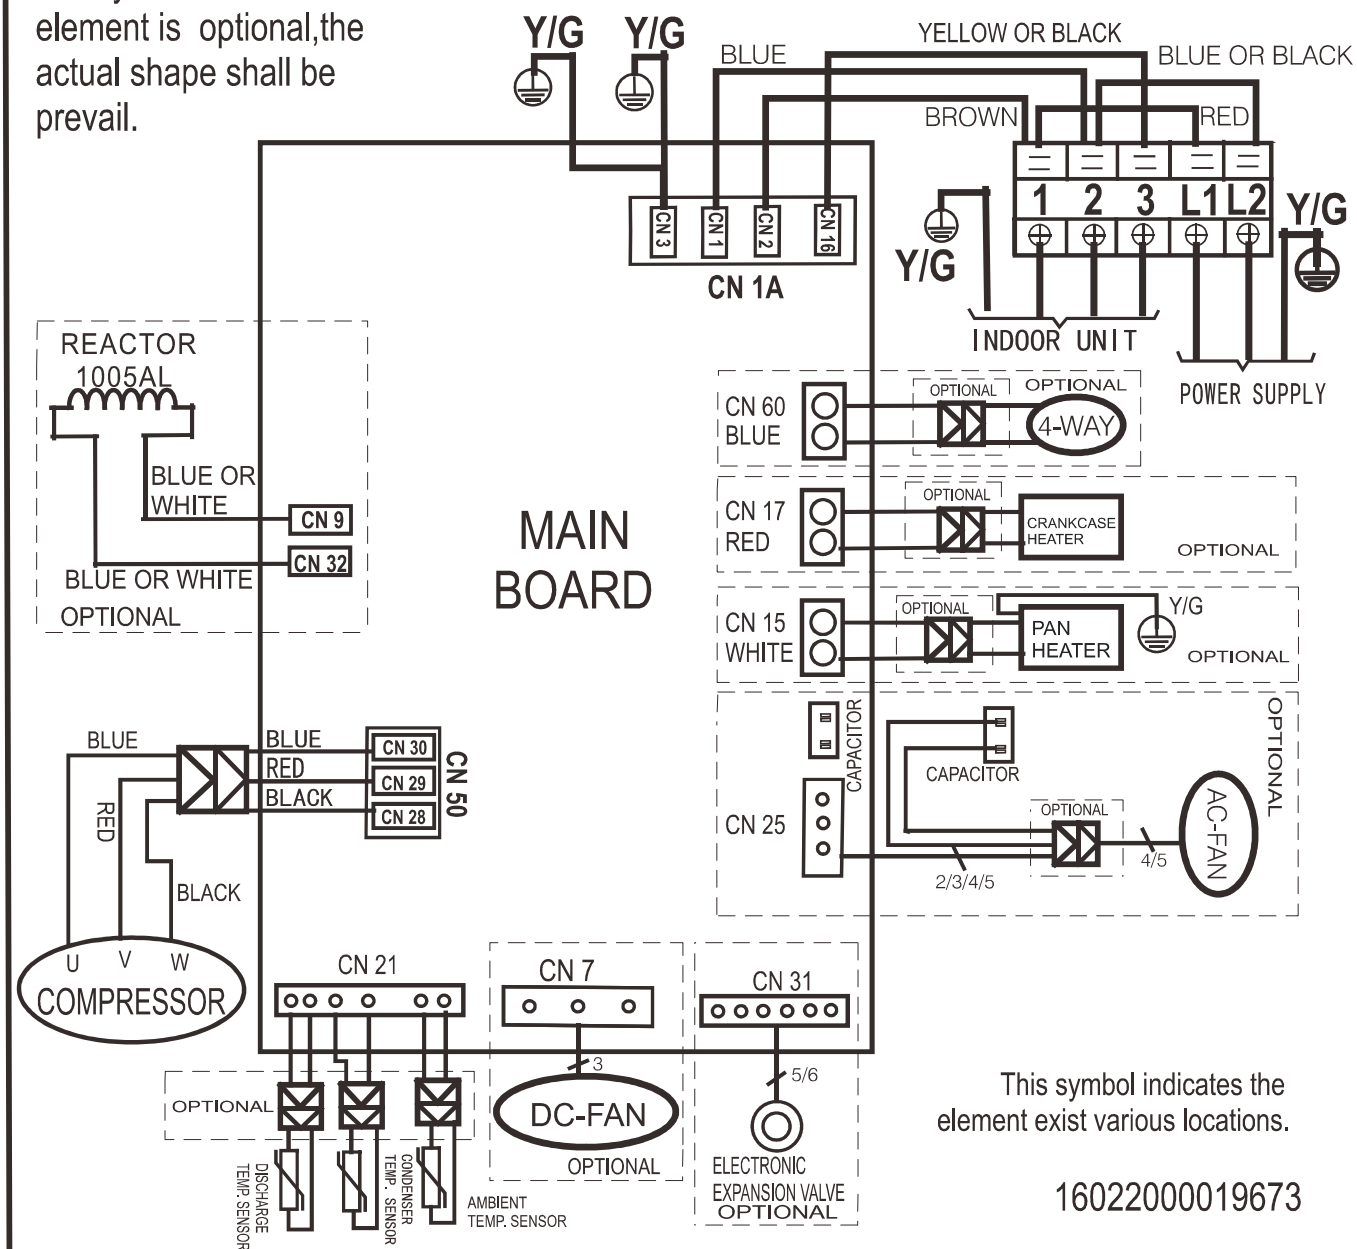 element is optional,the
actual shape shall be
prevail.
Y/G
Y/G
BLUE
YELLOW OR BLACK
BLUE OR BLACK
BROWN
RED
1 2 3 L1 L2
Y/G
Y/G
CN 3
CN 1
CN 2
CN 16
CN 1A
INDOOR UNIT
POWER SUPPLY
REACTOR
1005AL
BLUE OR
WHITE
CN 9
CN 32
BLUE OR WHITE
OPTIONAL
MAIN
BOARD
CN 60
BLUE
OPTIONAL
OPTIONAL
4-WAY
CN 17
RED
OPTIONAL
CRANKCASE
HEATER
OPTIONAL
CN 15
WHITE
OPTIONAL
PAN
HEATER
Y/G
OPTIONAL
CAPACITOR
CN 25
CAPACITOR
OPTIONAL
2/3/4/5
4/5
AC-FAN
OPTIONAL
BLUE
RED
BLACK
BLUE
RED
BLACK
CN 30
CN 29
CN 28
CN 50
U V W
COMPRESSOR
CN 21
OPTIONAL
DISCHARGE
TEMP. SENSOR
CONDENSER
TEMP. SENSOR
AMBIENT
TEMP. SENSOR
CN 7
3
DC-FAN
OPTIONAL
CN 31
5/6
ELECTRONIC
EXPANSION VALVE
OPTIONAL
This symbol indicates the
element exist various locations.
16022000019673